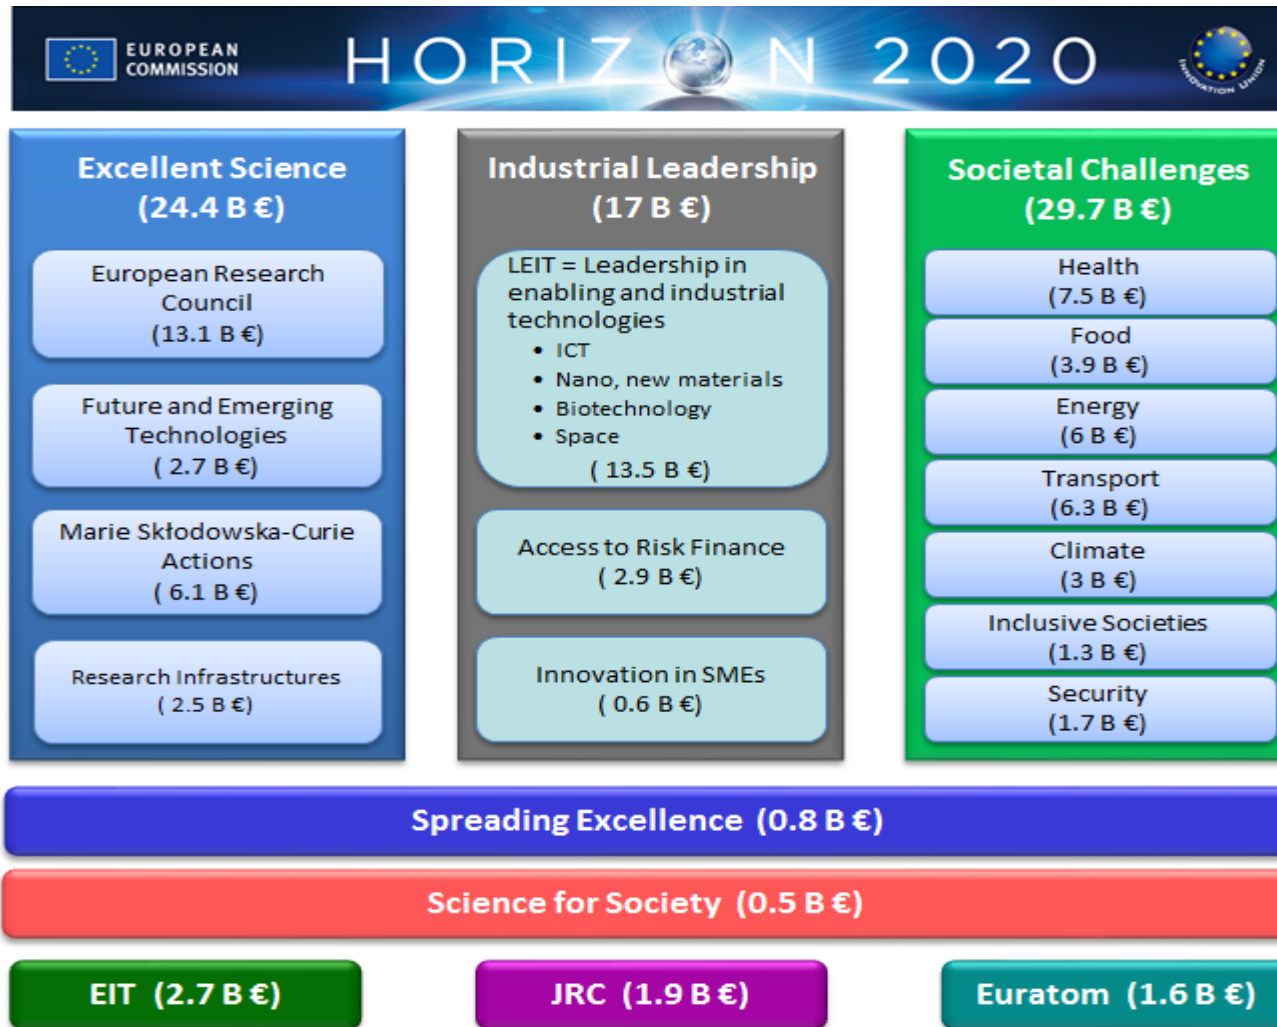 EUROPEAN
COMMISSION
HORIZON 2020
INNOVATION UNION
Excellent Science
(24.4 B €)
European Research
Council
(13.1 B €)
Future and Emerging
Technologies
( 2.7 B €)
Marie Skłodowska-Curie
Actions
( 6.1 B €)
Research Infrastructures
( 2.5 B €)
Industrial Leadership
(17 B €)
LEIT = Leadership in
enabling and industrial
technologies
• ICT
• Nano, new materials
• Biotechnology
• Space
( 13.5 B €)
Access to Risk Finance
( 2.9 B €)
Innovation in SMEs
( 0.6 B €)
Societal Challenges
(29.7 B €)
Health
(7.5 B €)
Food
(3.9 B €)
Energy
(6 B €)
Transport
(6.3 B €)
Climate
(3 B €)
Inclusive Societies
(1.3 B €)
Security
(1.7 B €)
Spreading Excellence (0.8 B €)
Science for Society (0.5 B €)
EIT (2.7 B €)
JRC (1.9 B €)
Euratom (1.6 B €)